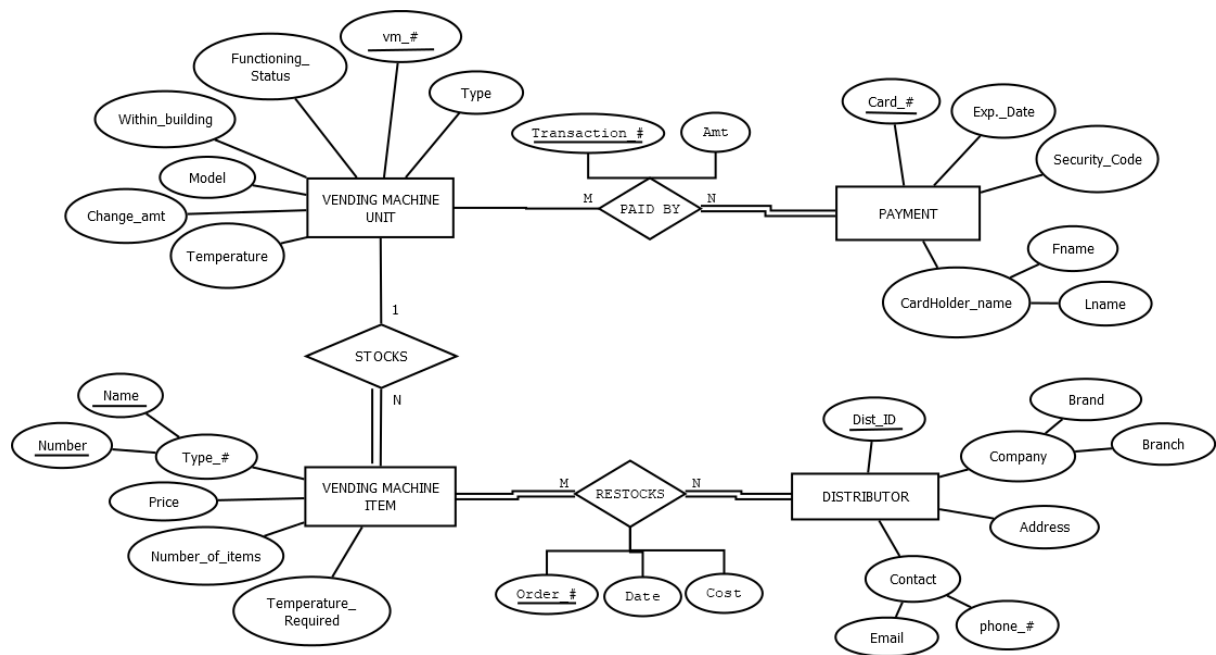 vm_#
Functioning_
Status
Type
Within_building
Model
Change_amt
Temperature
VENDING MACHINE
UNIT
Transaction_#
Amt
M
PAID BY
N
Card_#
Exp._Date
Security_Code
PAYMENT
Fname
CardHolder_name
Lname
1
STOCKS
N
Name
Number
Type_#
Price
Number_of_items
Temperature_
Required
VENDING MACHINE
ITEM
M
RESTOCKS
N
Order_#
Date
Cost
Dist_ID
Brand
Company
Branch
DISTRIBUTOR
Address
Contact
Email
phone_#